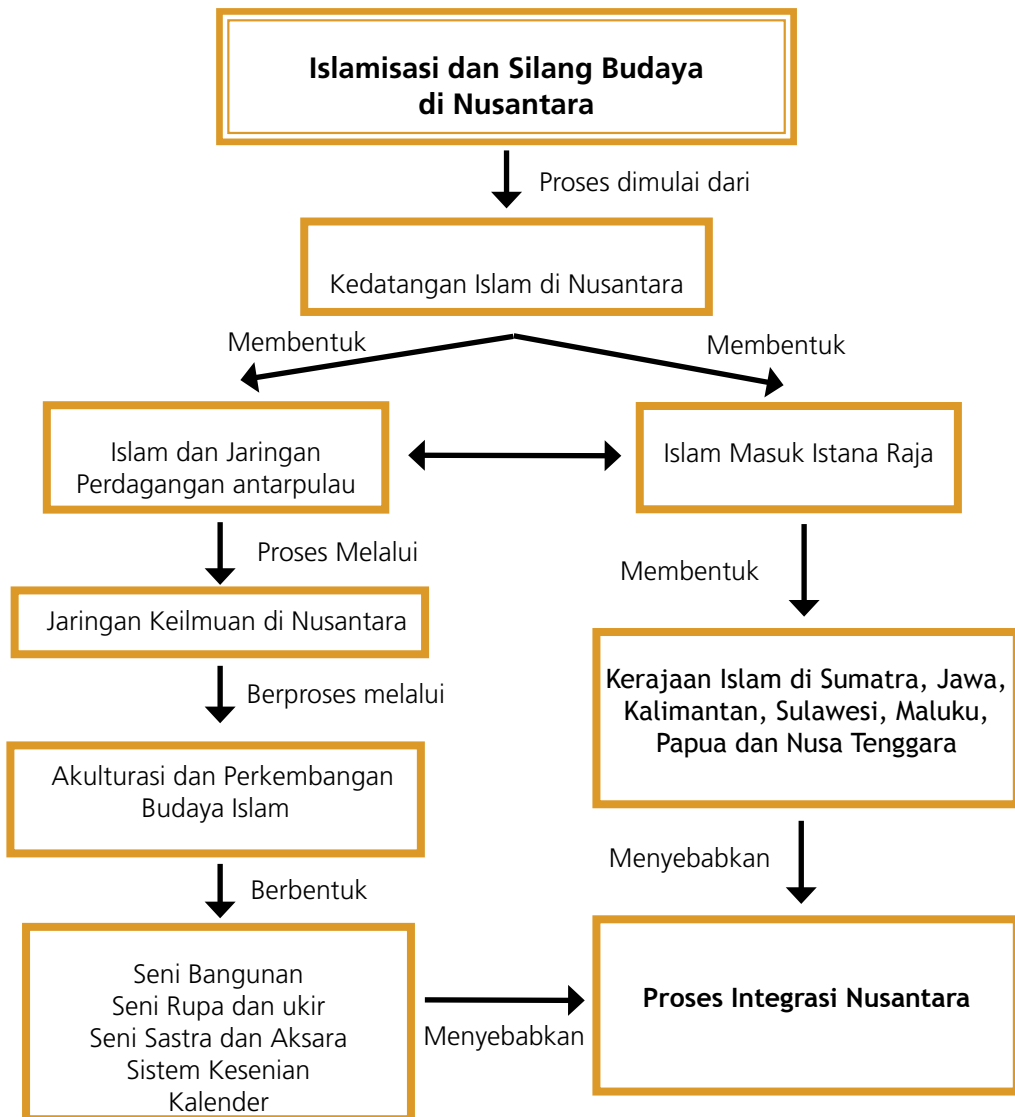 Islamisasi dan Silang Budaya
di Nusantara
Proses dimulai dari
Kedatangan Islam di Nusantara
Membentuk
Membentuk
Islam dan Jaringan
Perdagangan antarpulau
Islam Masuk Istana Raja
Proses Melalui
Membentuk
Jaringan Keilmuan di Nusantara
Berproses melalui
Kerajaan Islam di Sumatra, Jawa,
Kalimantan, Sulawesi, Maluku,
Papua dan Nusa Tenggara
Akulturasi dan Perkembangan
Budaya Islam
Menyebabkan
Berbentuk
Seni Bangunan
Seni Rupa dan ukir
Seni Sastra dan Aksara
Sistem Kesenian
Kalender
Menyebabkan
Proses Integrasi Nusantara